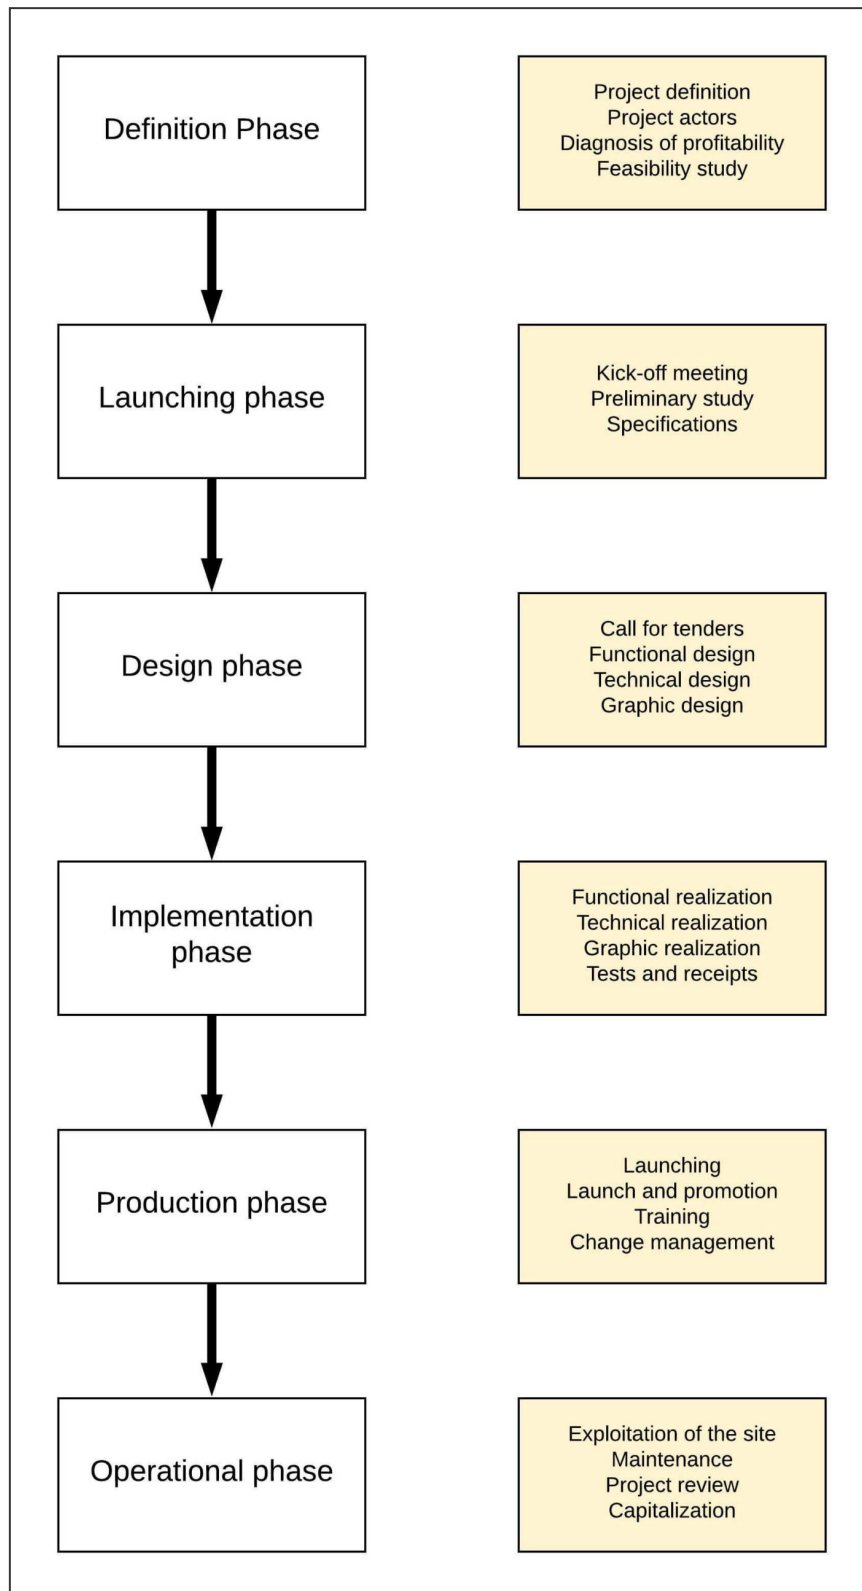 Definition Phase
Project definition
Project actors
Diagnosis of profitability
Feasibility study
Launching phase
Kick-off meeting
Preliminary study
Specifications
Design phase
Call for tenders
Functional design
Technical design
Graphic design
Implementation
phase
Functional realization
Technical realization
Graphic realization
Tests and receipts
Production phase
Launching
Launch and promotion
Training
Change management
Operational phase
Exploitation of the site
Maintenance
Project review
Capitalization